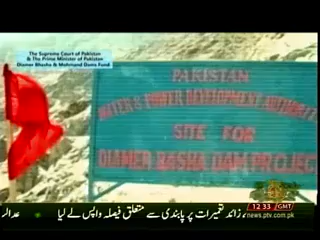 The Supreme Court of Pakistan
& The Prime Minister of Pakistan
Diamer Bhasha & Mohmand Dams Fund
PAKISTAN
WATER & POWER DEVELOPMENT AUTHORITY
SITE FOR
DIAMER BASHA DAM PROJECT
12:33 GMT
news.ptv.com.pk
زائد تعمیرات پر پابندی سے متعلق فیصلہ واپس لے لیا